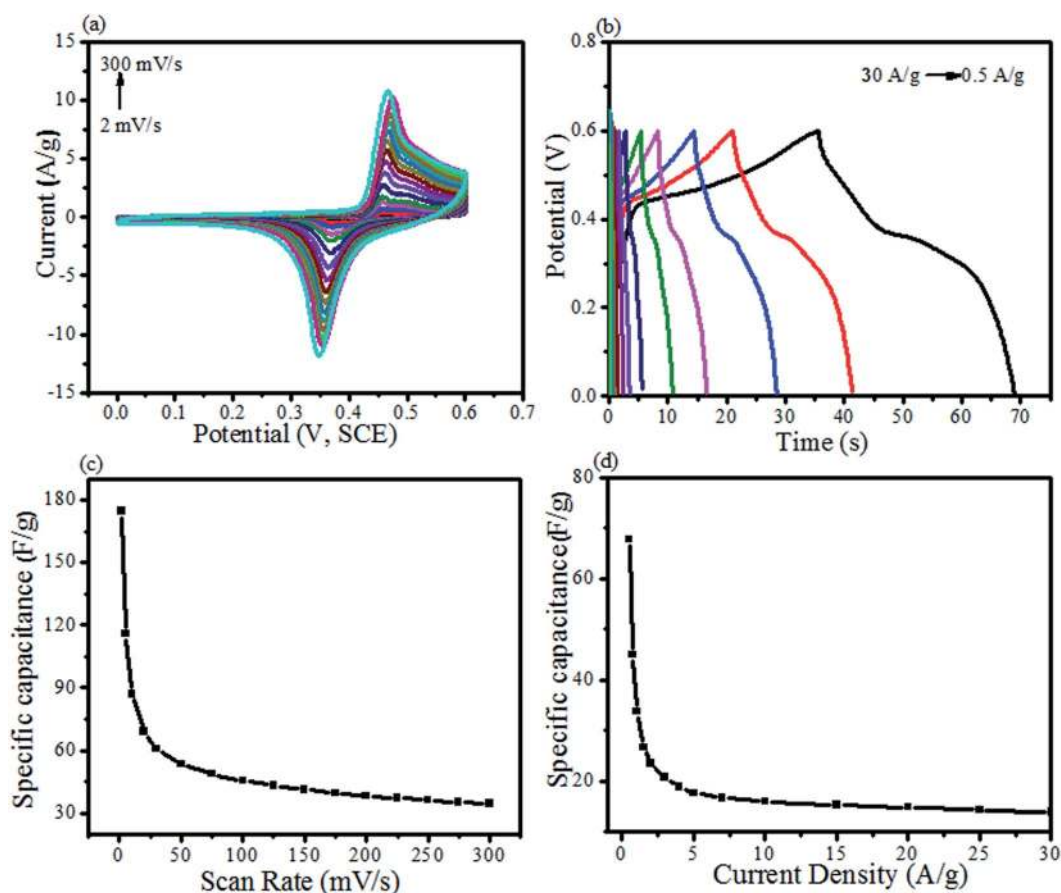 (a)
15
10
5
0
-5
-10
-15
0.0 0.1 0.2 0.3 0.4 0.5 0.6 0.7
Current (A/g)
Potential (V, SCE)
300 mV/s
2 mV/s
(b)
0.8
0.6
0.4
0.2
0.0
0 10 20 30 40 50 60 70
Potential (V)
Time (s)
30 A/g 0.5 A/g
(c)
180
150
120
90
60
30
0 50 100 150 200 250 300
Specific capacitance (F/g)
Scan Rate (mV/s)
(d)
80
60
40
20
0 5 10 15 20 25 30
Specific capacitance(F/g)
Current Density (A/g)